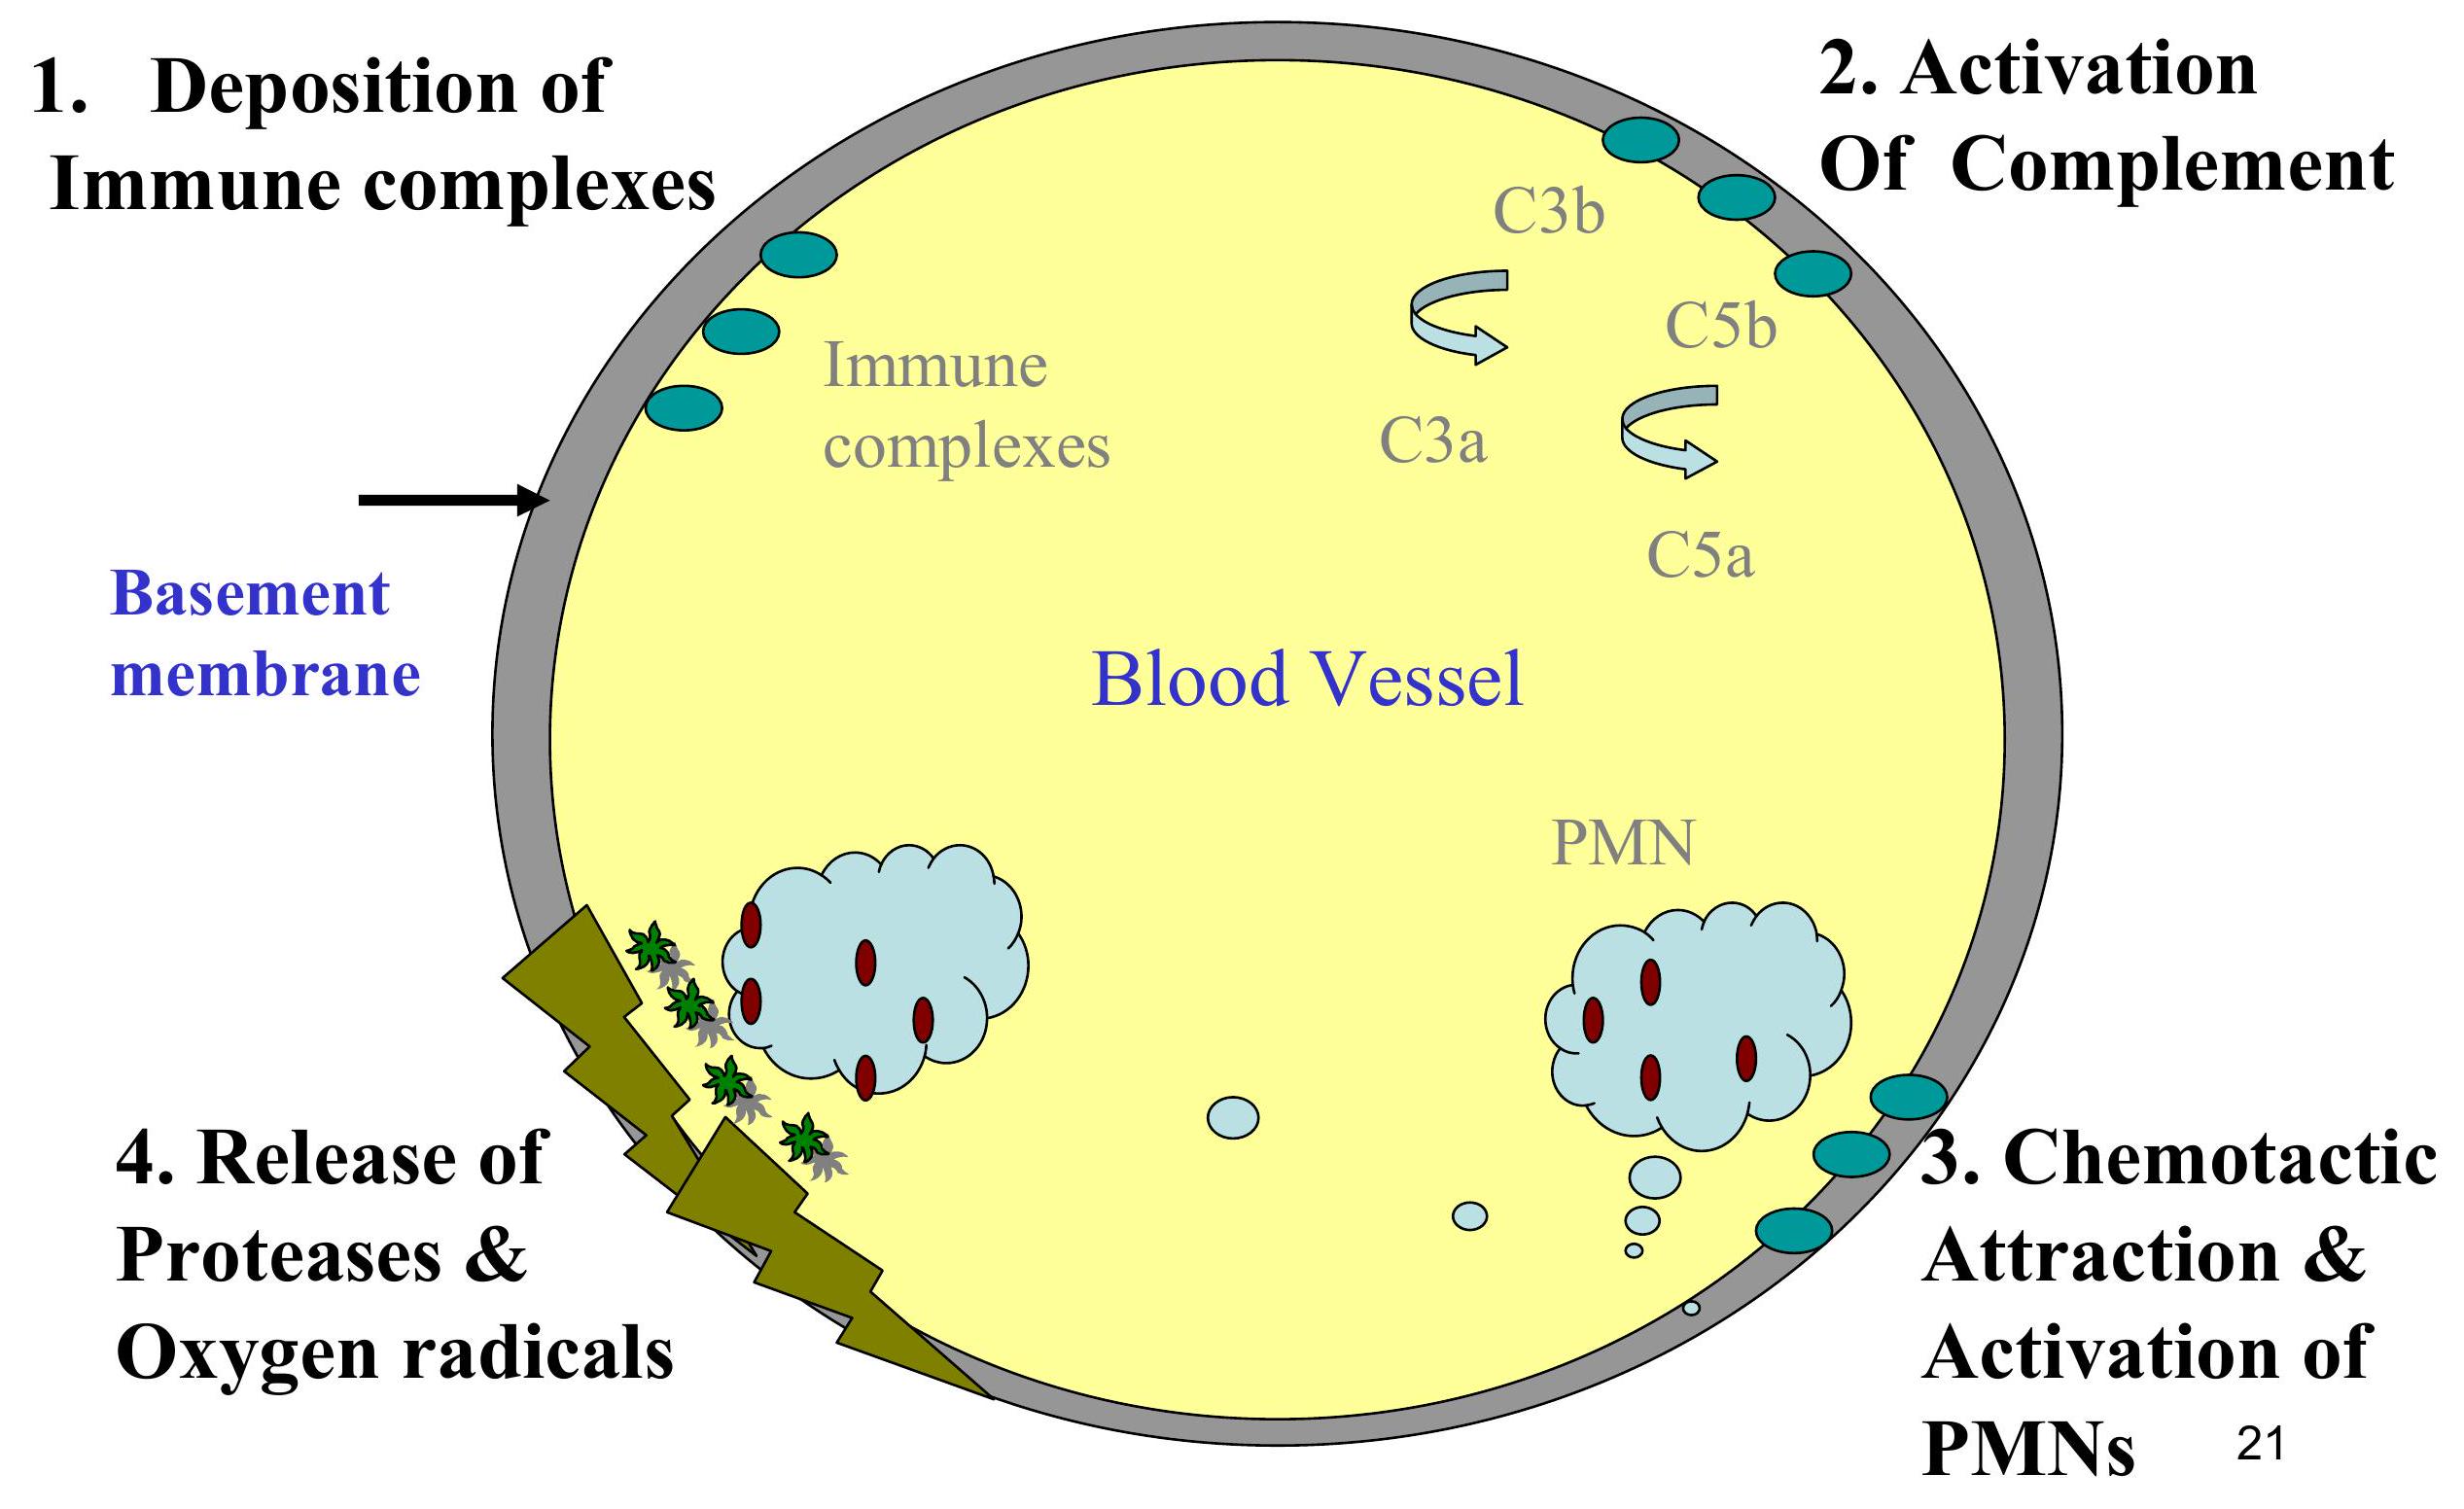 1. Deposition of
Immune complexes
2. Activation
Of Complement
C3b
C5b
Immune
complexes
C3a
C5a
Basement
membrane
Blood Vessel
PMN
4. Release of
Proteases &
Oxygen radicals
3. Chemotactic
Attraction &
Activation of
PMNs
21